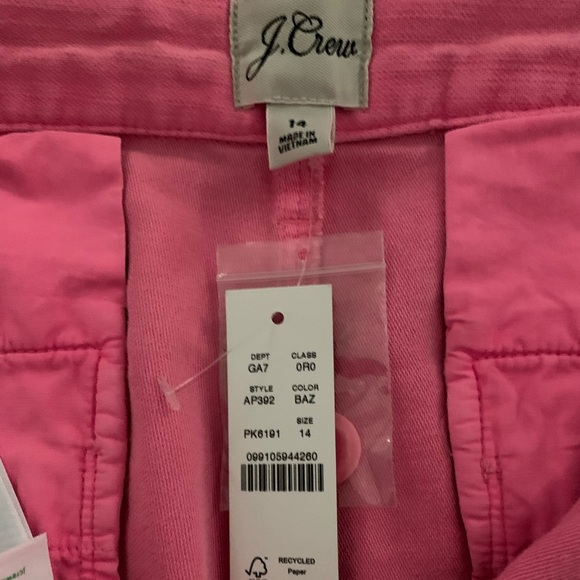 J.Crew
14
MADE IN
VIETNAM
DEPT CLASS
GA7 0R0
STYLE COLOR
AP392 BAZ
SIZE
PK6191 14
099105944260
FSC
RECYCLED
Paper